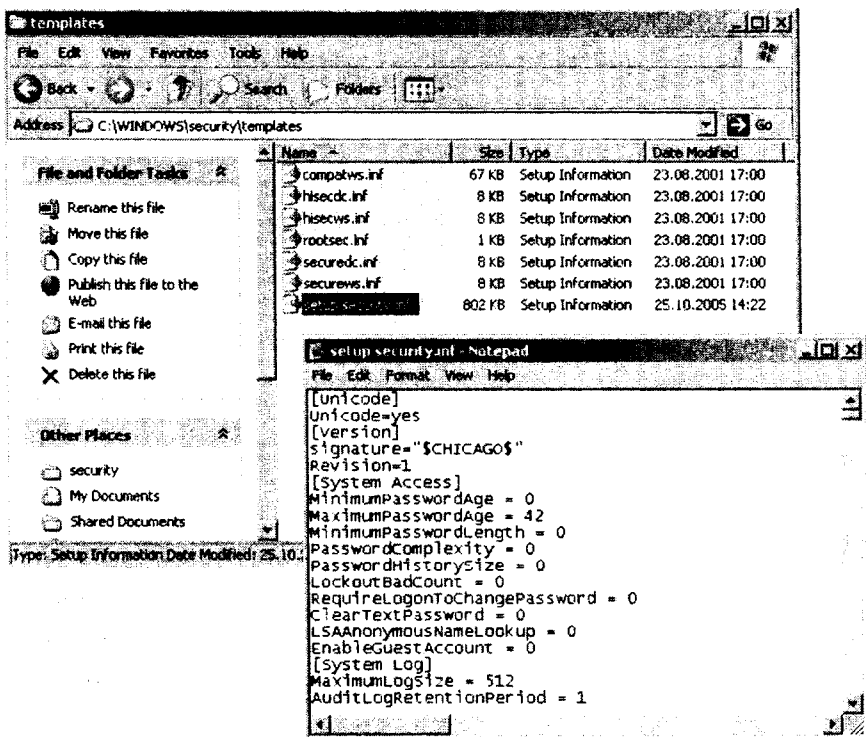 templates
File Edit View Favorites Tools Help
Back Search Folders
Address C:\WINDOWS\security\templates Go
File and Folder Tasks
Rename this file
Move this file
Copy this file
Publish this file to the
Web
E-mail this file
Print this file
Delete this file
Other Places
security
My Documents
Shared Documents
Name Size Type Date Modified
compatws.inf 67 KB Setup Information 23.08.2001 17:00
hisecdc.inf 8 KB Setup Information 23.08.2001 17:00
hisecws.inf 8 KB Setup Information 23.08.2001 17:00
rootsec.inf 1 KB Setup Information 23.08.2001 17:00
securedc.inf 8 KB Setup Information 23.08.2001 17:00
securews.inf 8 KB Setup Information 23.08.2001 17:00
setup security.inf 802 KB Setup Information 25.10.2005 14:22
Type: Setup Information Date Modified: 25.10.
setup security.inf - Notepad
File Edit Format View Help
[Unicode]
Unicode=yes
[Version]
signature="$CHICAGO$"
Revision=1
[System Access]
MinimumPasswordAge = 0
MaximumPasswordAge = 42
MinimumPasswordLength = 0
PasswordComplexity = 0
PasswordHistorySize = 0
LockoutBadCount = 0
RequireLogonToChangePassword = 0
ClearTextPassword = 0
LSAAnonymousNameLookup = 0
EnableGuestAccount = 0
[System Log]
MaximumLogSize = 512
AuditLogRetentionPeriod = 1